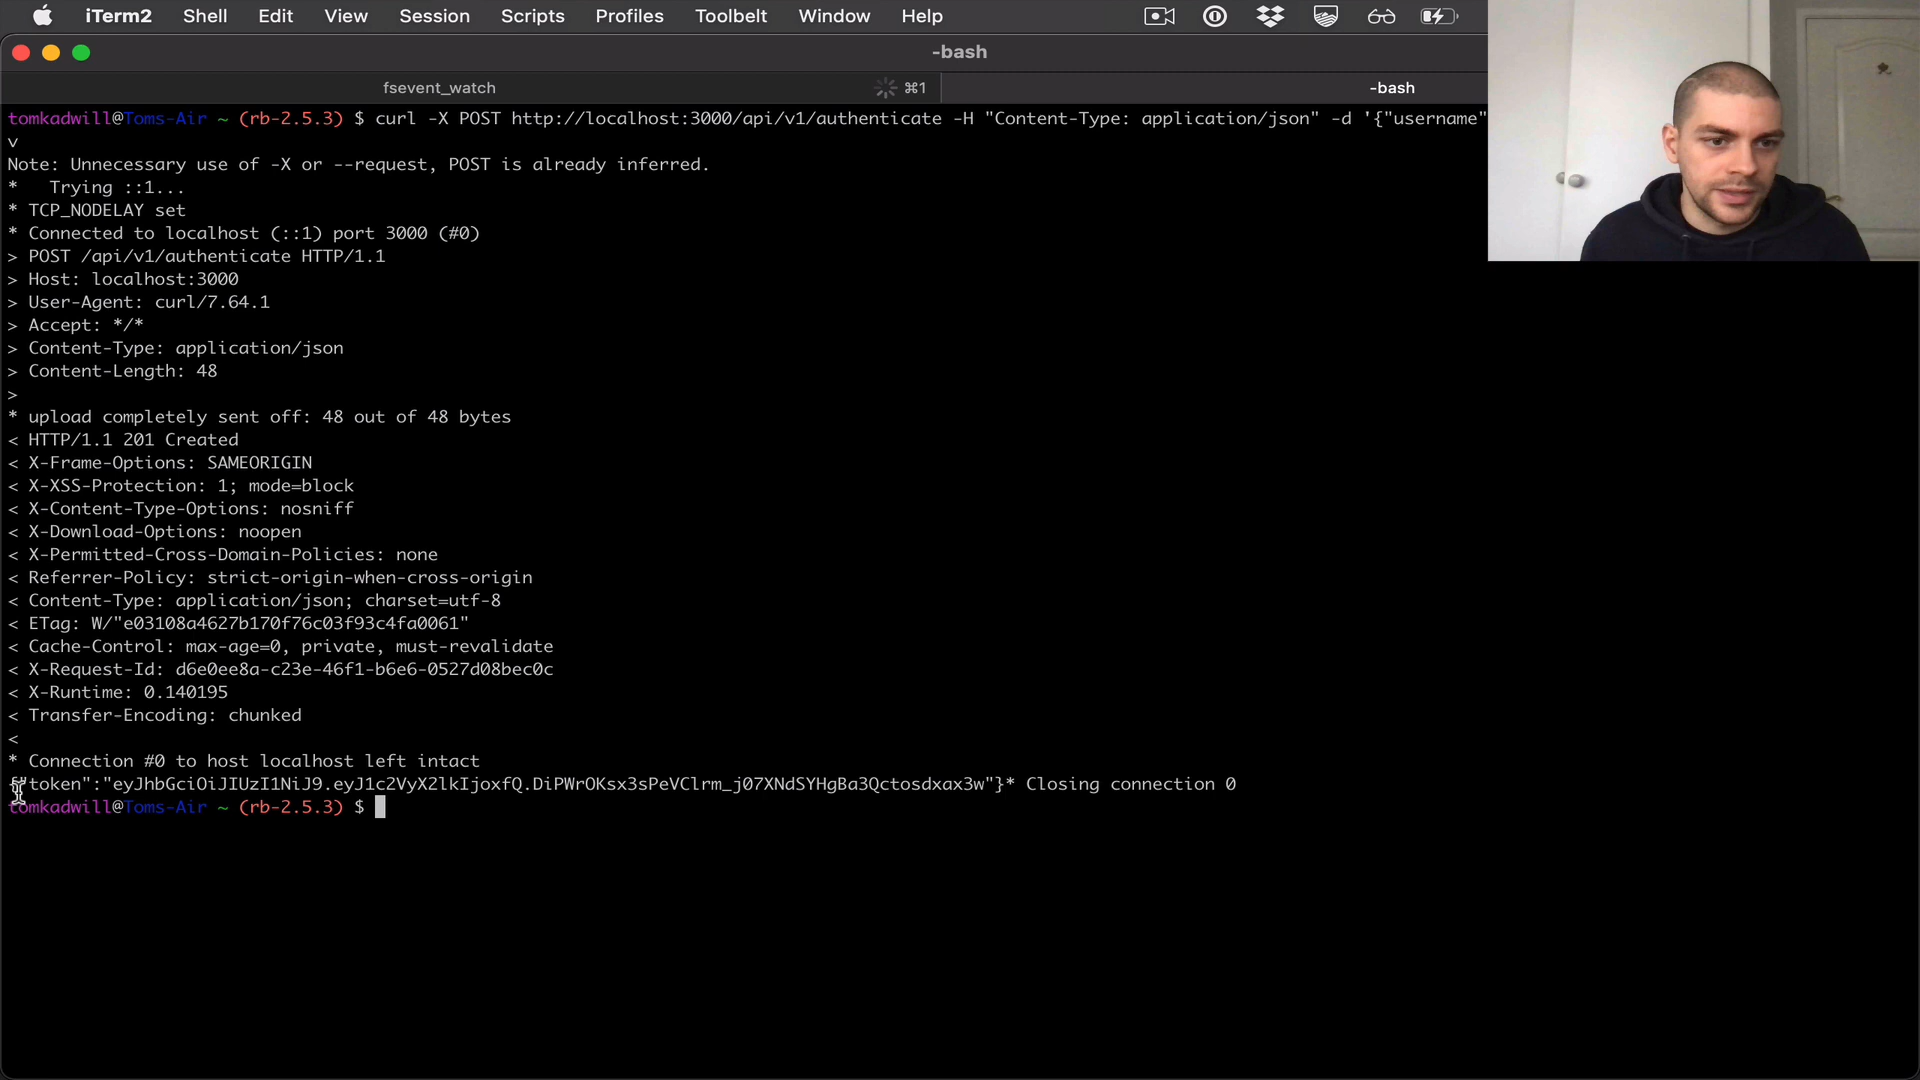 iTerm2 Shell Edit View Session Scripts Profiles Toolbelt Window Help
-bash
fsevent_watch ⌘1 -bash
tomkadwill@Toms-Air ~ (rb-2.5.3) $ curl -X POST http://localhost:3000/api/v1/authenticate -H "Content-Type: application/json" -d '{"username"
v
Note: Unnecessary use of -X or --request, POST is already inferred.
*   Trying ::1...
* TCP_NODELAY set
* Connected to localhost (::1) port 3000 (#0)
> POST /api/v1/authenticate HTTP/1.1
> Host: localhost:3000
> User-Agent: curl/7.64.1
> Accept: */*
> Content-Type: application/json
> Content-Length: 48
>
* upload completely sent off: 48 out of 48 bytes
< HTTP/1.1 201 Created
< X-Frame-Options: SAMEORIGIN
< X-XSS-Protection: 1; mode=block
< X-Content-Type-Options: nosniff
< X-Download-Options: noopen
< X-Permitted-Cross-Domain-Policies: none
< Referrer-Policy: strict-origin-when-cross-origin
< Content-Type: application/json; charset=utf-8
< ETag: W/"e03108a4627b170f76c03f93c4fa0061"
< Cache-Control: max-age=0, private, must-revalidate
< X-Request-Id: d6e0ee8a-c23e-46f1-b6e6-0527d08bec0c
< X-Runtime: 0.140195
< Transfer-Encoding: chunked
<
* Connection #0 to host localhost left intact
{"token":"eyJhbGciOiJIUzI1NiJ9.eyJ1c2VyX2lkIjoxfQ.DiPWrOKsx3sPeVClrm_j07XNdSYHgBa3Qctosdxax3w"}* Closing connection 0
tomkadwill@Toms-Air ~ (rb-2.5.3) $